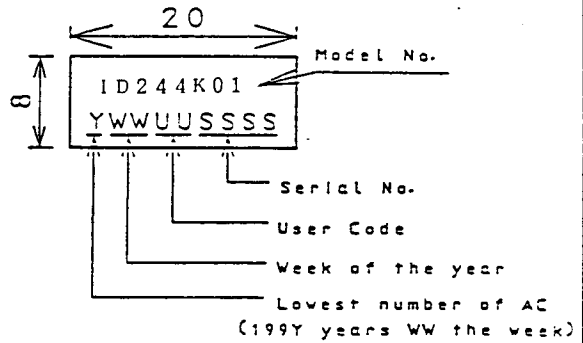 20
Model No.
8
ID244K01
YWWUUSSSS
Serial No.
User Code
Week of the year
Lowest number of AC
(199Y years WW the week)